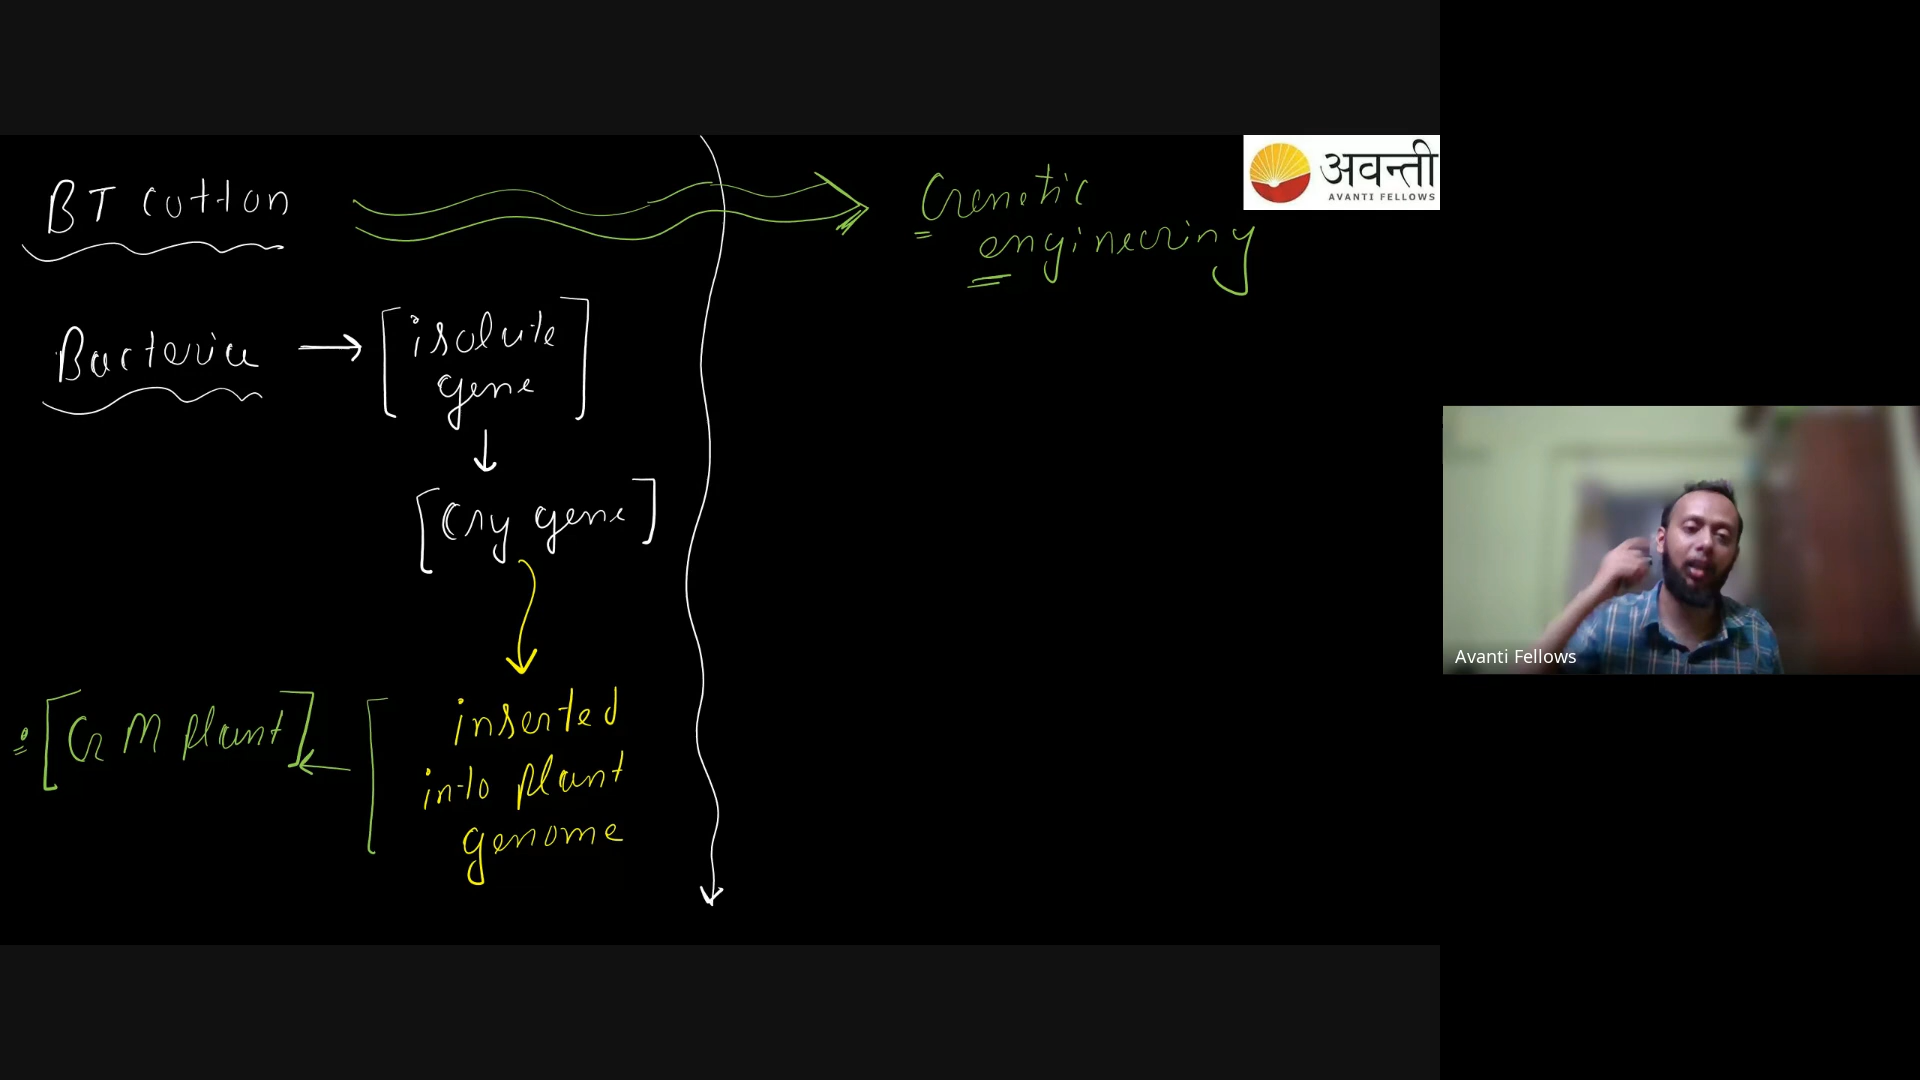 BT cotton
Genetic
engineering
अवन्ती
AVANTI FELLOWS
Bacteria
isolate
gene
Cry gene
inserted
into plant
genome
GM plant
Avanti Fellows